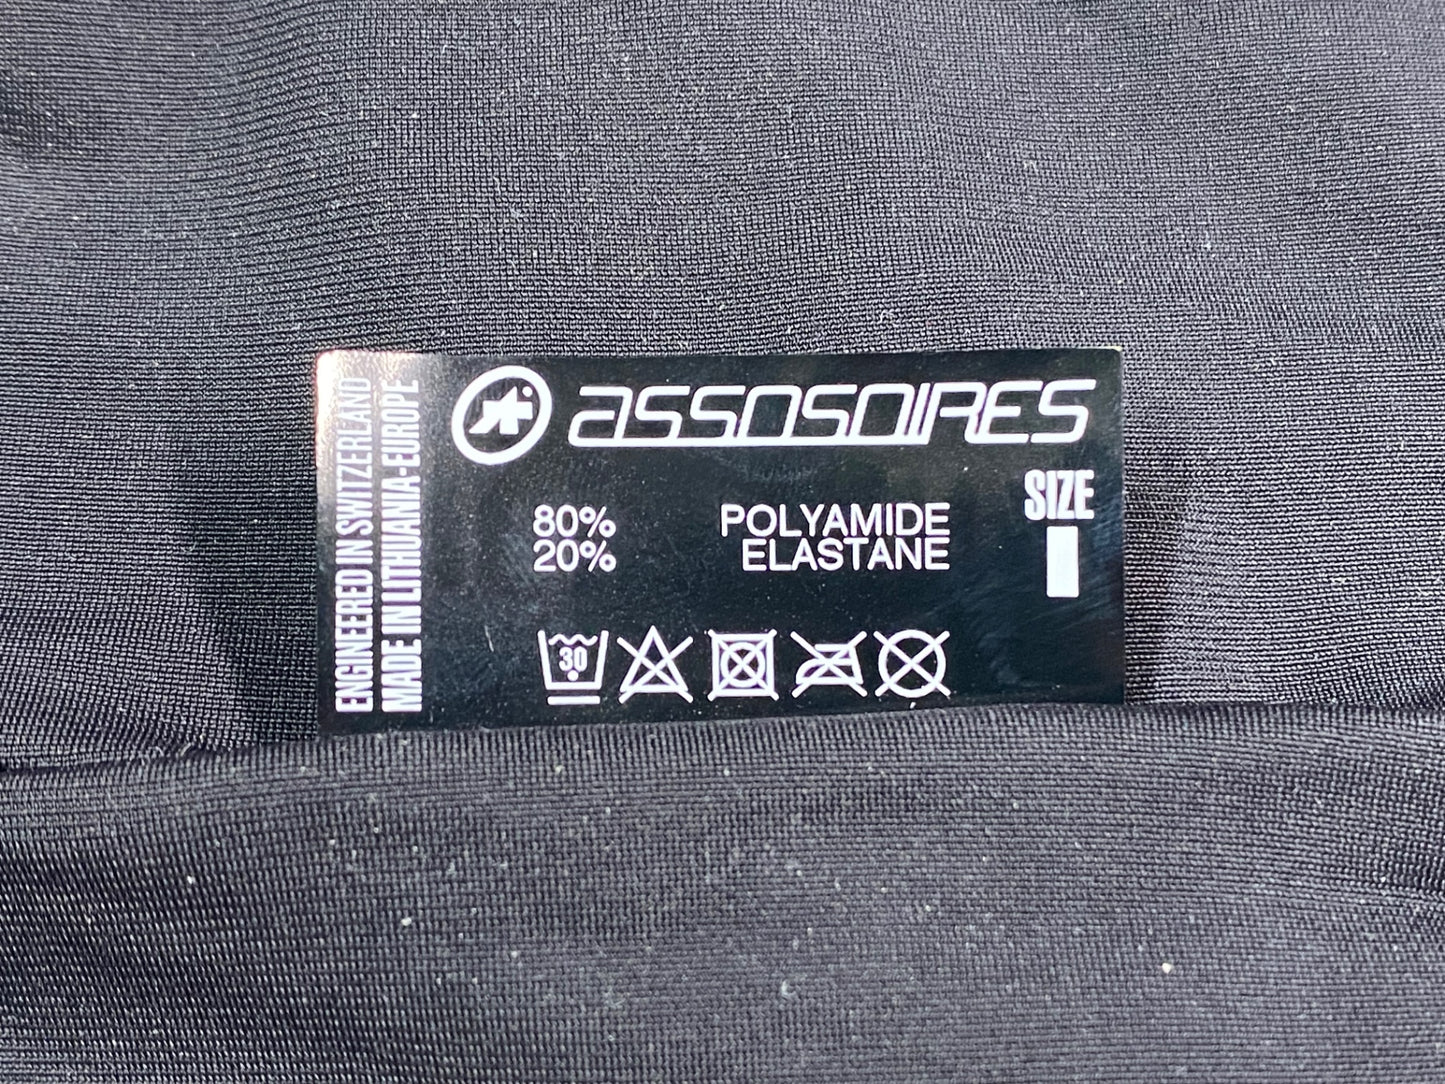 ASSOSOIRES
ENGINEERED IN SWITZERLAND
MADE IN LITHUANIA-EUROPE
80% POLYAMIDE
20% ELASTANE
SIZE
I
30